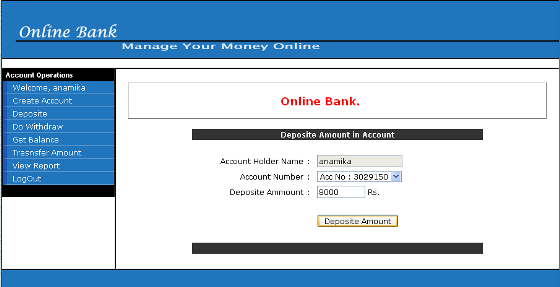 Online Bank
Manage Your Money Online
Account Operations
Welcome, anamika
Create Account
Deposite
Do Withdraw
Get Balance
Trasnsfer Amount
View Report
LogOut
Online Bank.
Deposite Amount in Account
Account Holder Name : anamika
Account Number : Acc No : 3029150
Deposite Ammount : 8000 Rs.
Deposite Amount